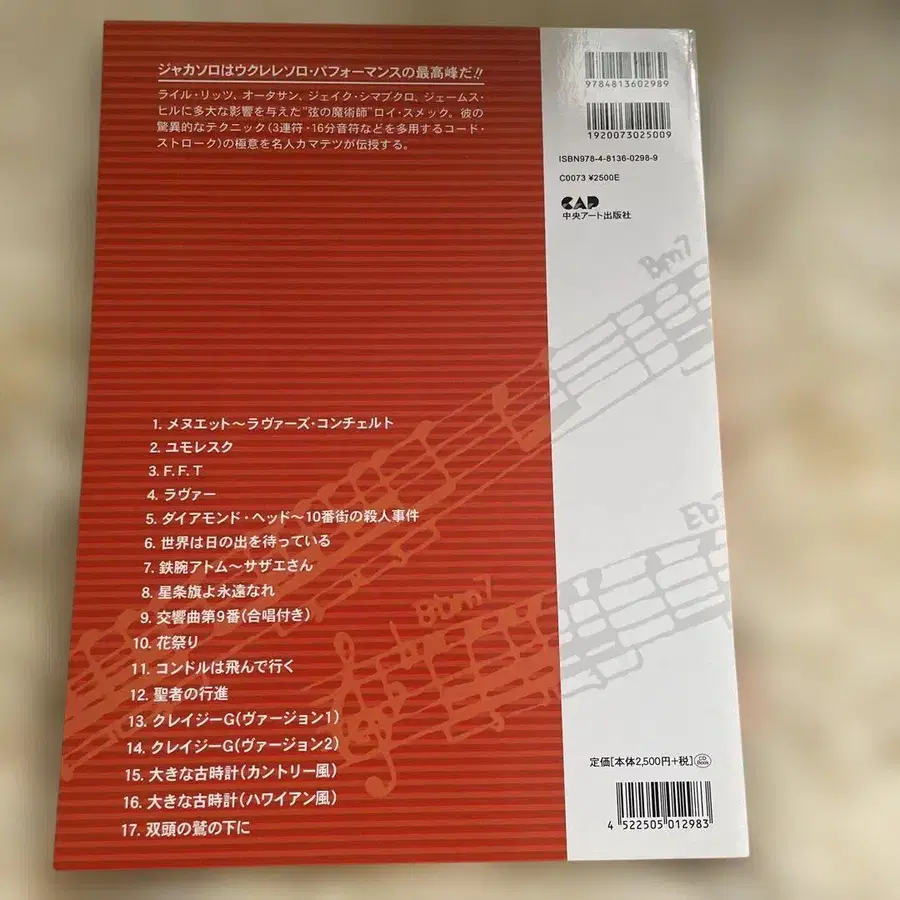 ジャカソロはウクレレソロ・パフォーマンスの最高峰だ!!
ライル・リッツ、オータサン、ジェイク・シマブクロ、ジェームス・
ヒルに多大な影響を与えた"弦の魔術師"ロイ・スメック。彼の
驚異的なテクニック(3連符・16分音符などを多用するコード・
ストローク)の極意を名人カマテツが伝授する。
1. メヌエット〜ラヴァーズ・コンチェルト
2. ユモレスク
3. F. F. T
4. ラヴァー
5. ダイアモンド・ヘッド〜10番街の殺人事件
6. 世界は日の出を待っている
7. 鉄腕アトム〜サザエさん
8. 星条旗よ永遠なれ
9. 交響曲第9番(合唱付き)
10. 花祭り
11. コンドルは飛んで行く
12. 聖者の行進
13. クレイジーG(ヴァージョン1)
14. クレイジーG(ヴァージョン2)
15. 大きな古時計(カントリー風)
16. 大きな古時計(ハワイアン風)
17. 双頭の鷲の下に
9784813602989
1920073025009
ISBN978-4-8136-0298-9
C0073 ¥2500E
CAP
中央アート出版社
Bm7
Eb7
Bbm7
定価[本体2,500円+税]
CD BOOK
4 522505 012983